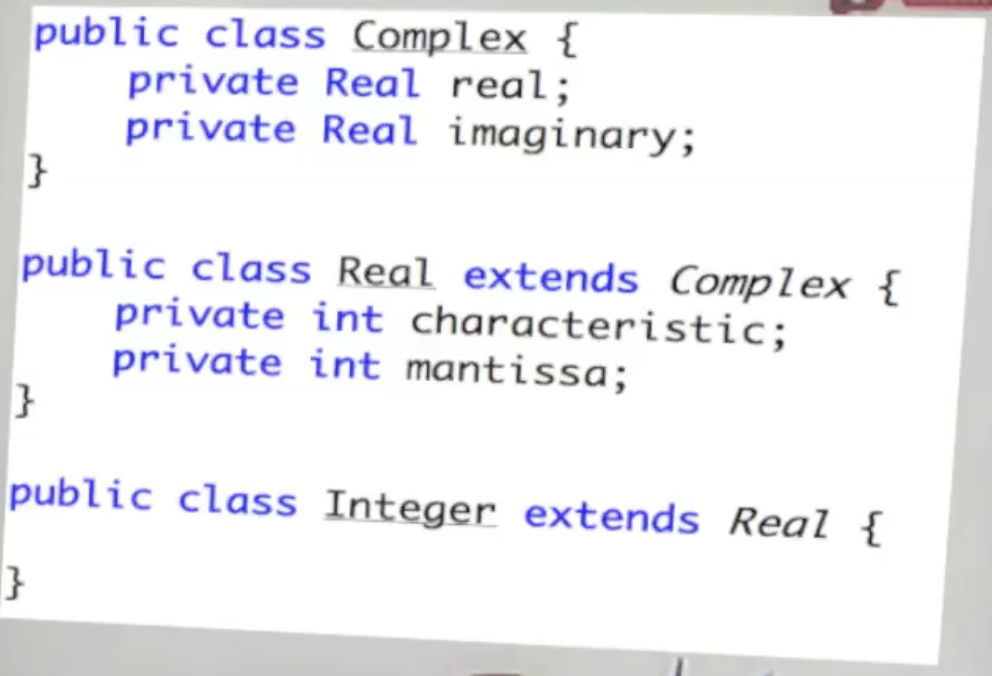 public class Complex {
    private Real real;
    private Real imaginary;
}
public class Real extends Complex {
    private int characteristic;
    private int mantissa;
}
public class Integer extends Real {
}